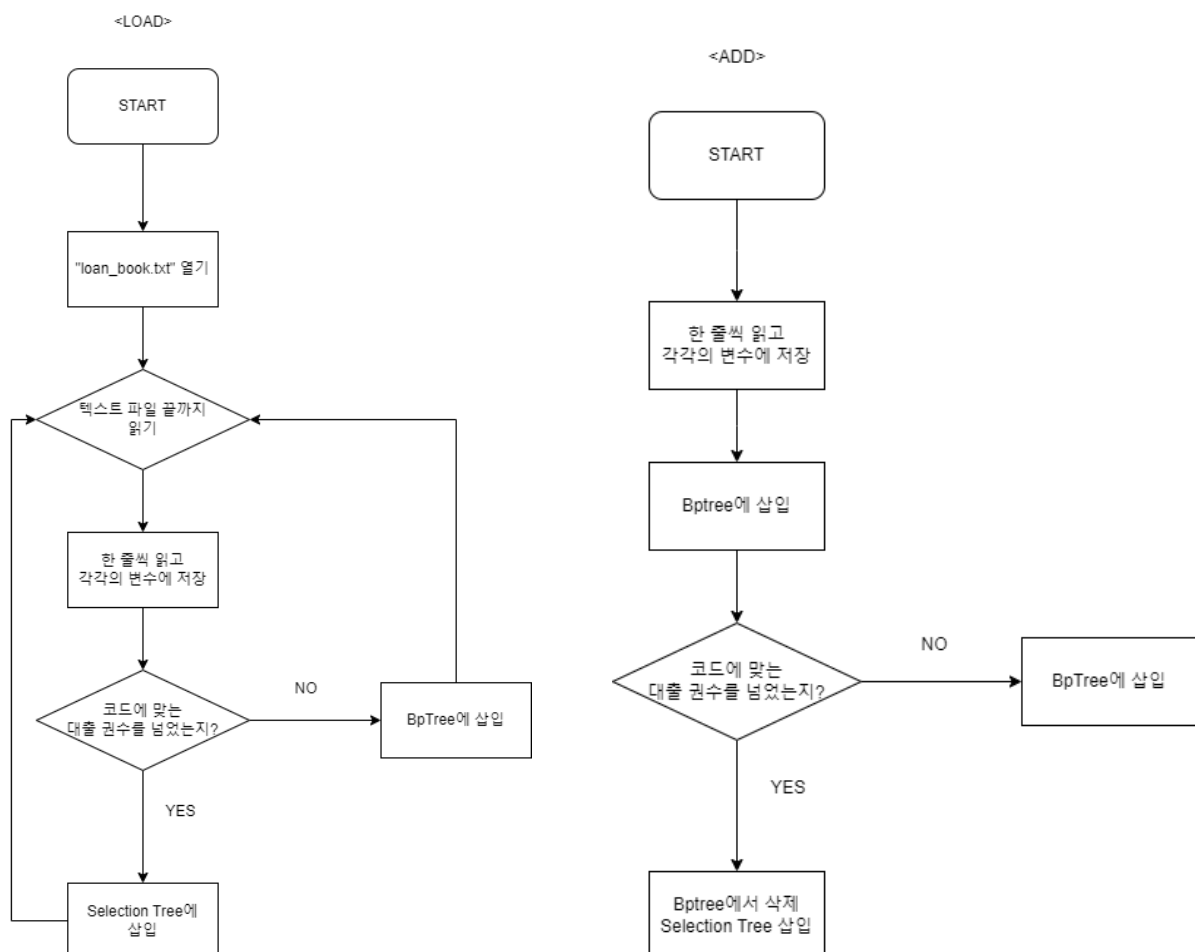 <LOAD>
START
"loan_book.txt" 열기
텍스트 파일 끝까지
읽기
한 줄씩 읽고
각각의 변수에 저장
코드에 맞는
대출 권수를 넘었는지?
NO
BpTree에 삽입
YES
Selection Tree에
삽입
<ADD>
START
한 줄씩 읽고
각각의 변수에 저장
Bptree에 삽입
코드에 맞는
대출 권수를 넘었는지?
NO
BpTree에 삽입
YES
Bptree에서 삭제
Selection Tree 삽입